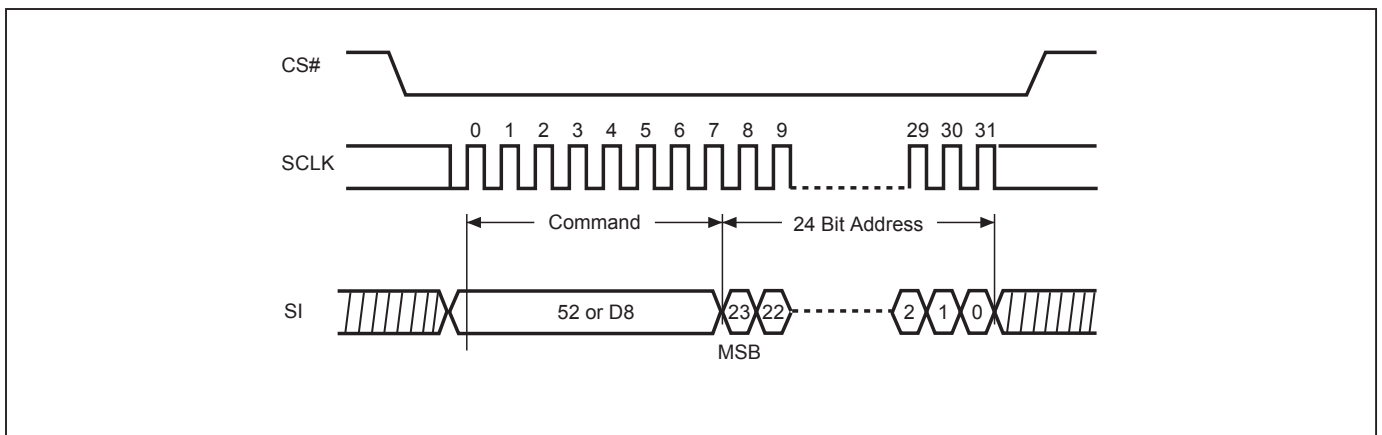 CS#
0 1 2 3 4 5 6 7 8 9 29 30 31
SCLK
Command 24 Bit Address
SI 52 or D8 23 22 2 1 0
MSB